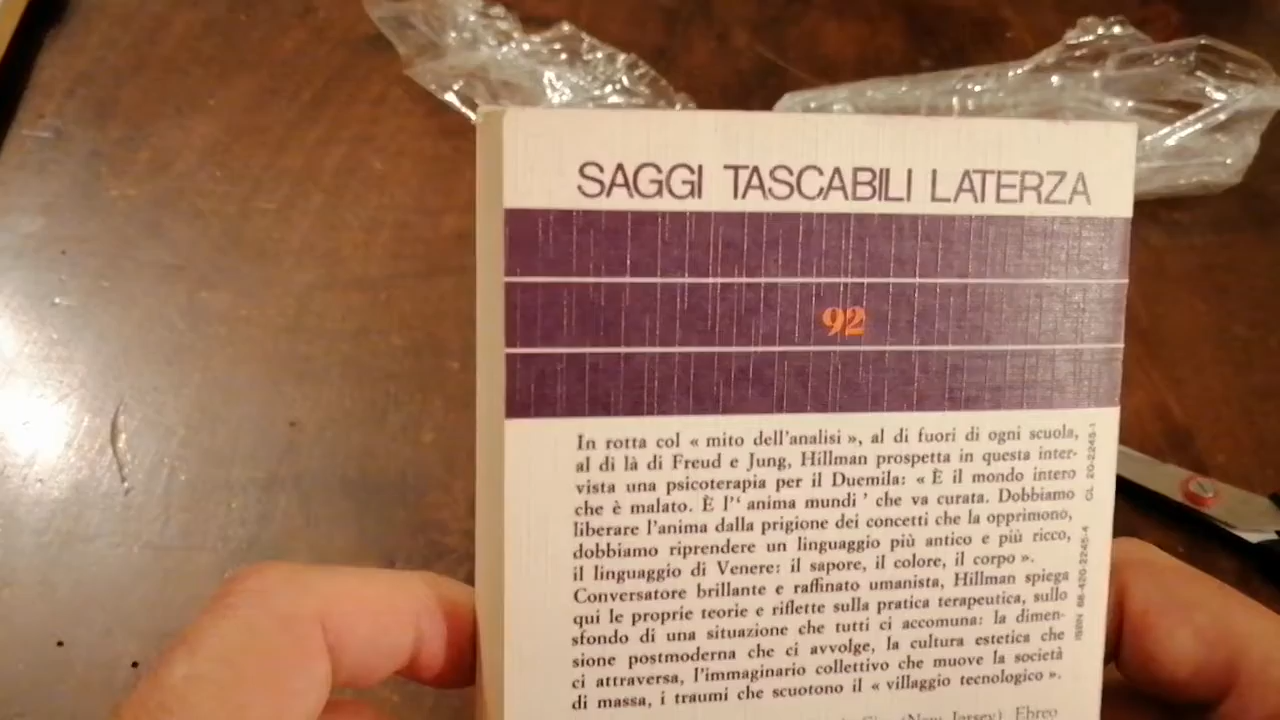 SAGGI TASCABILI LATERZA
92
In rotta col « mito dell'analisi », al di fuori di ogni scuola,
al di là di Freud e Jung, Hillman prospetta in questa inter-
vista una psicoterapia per il Duemila: « È il mondo intero
che è malato. È l'‘ anima mundi ’ che va curata. Dobbiamo
liberare l'anima dalla prigione dei concetti che la opprimono,
dobbiamo riprendere un linguaggio più antico e più ricco,
il linguaggio di Venere: il sapore, il colore, il corpo ».
Conversatore brillante e raffinato umanista, Hillman spiega
qui le proprie teorie e riflette sulla pratica terapeutica, sullo
sfondo di una situazione che tutti ci accomuna: la dimen-
sione postmoderna che ci avvolge, la cultura estetica che
ci attraversa, l'immaginario collettivo che muove la società
di massa, i traumi che scuotono il « villaggio tecnologico ».
(New Jersey). Ebreo
ISBN 88-420-2245-4 CL 20-2245-1